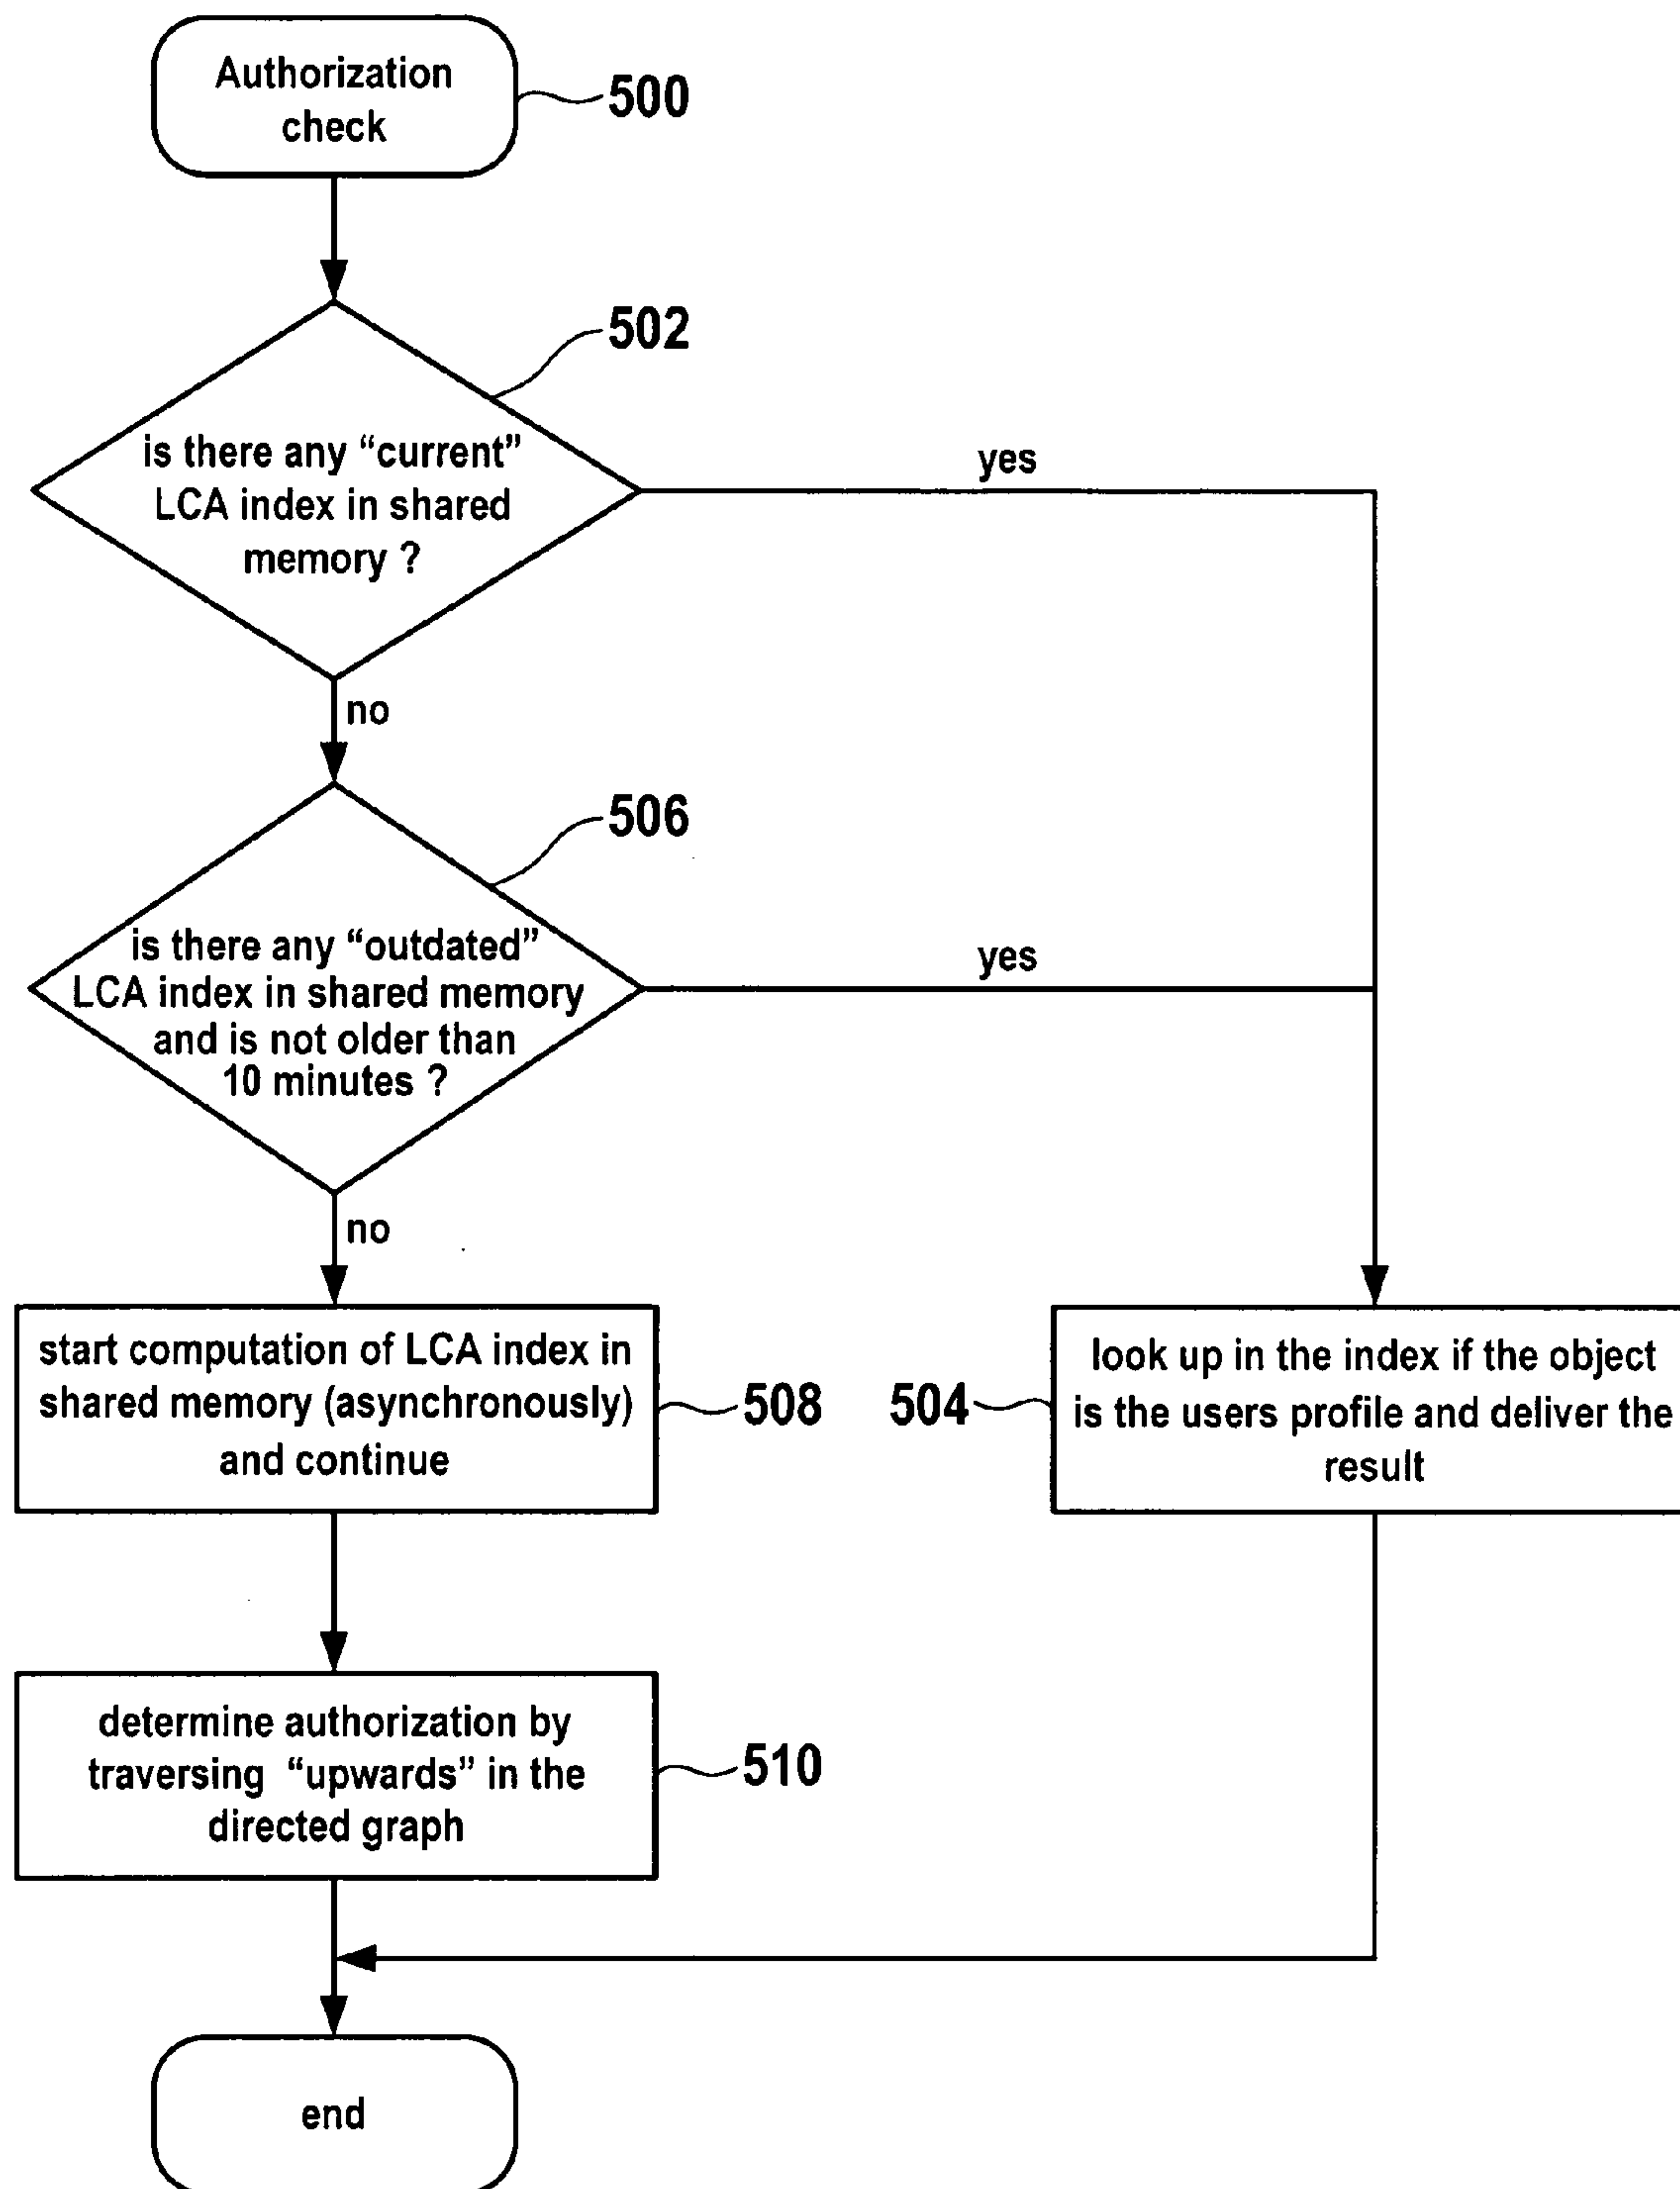 Authorization
check
500
502
is there any “current”
LCA index in shared
memory ?
yes
no
506
is there any “outdated”
LCA index in shared memory
and is not older than
10 minutes ?
yes
no
start computation of LCA index in
shared memory (asynchronously)
and continue
508
504
look up in the index if the object
is the users profile and deliver the
result
determine authorization by
traversing “upwards” in the
directed graph
510
end